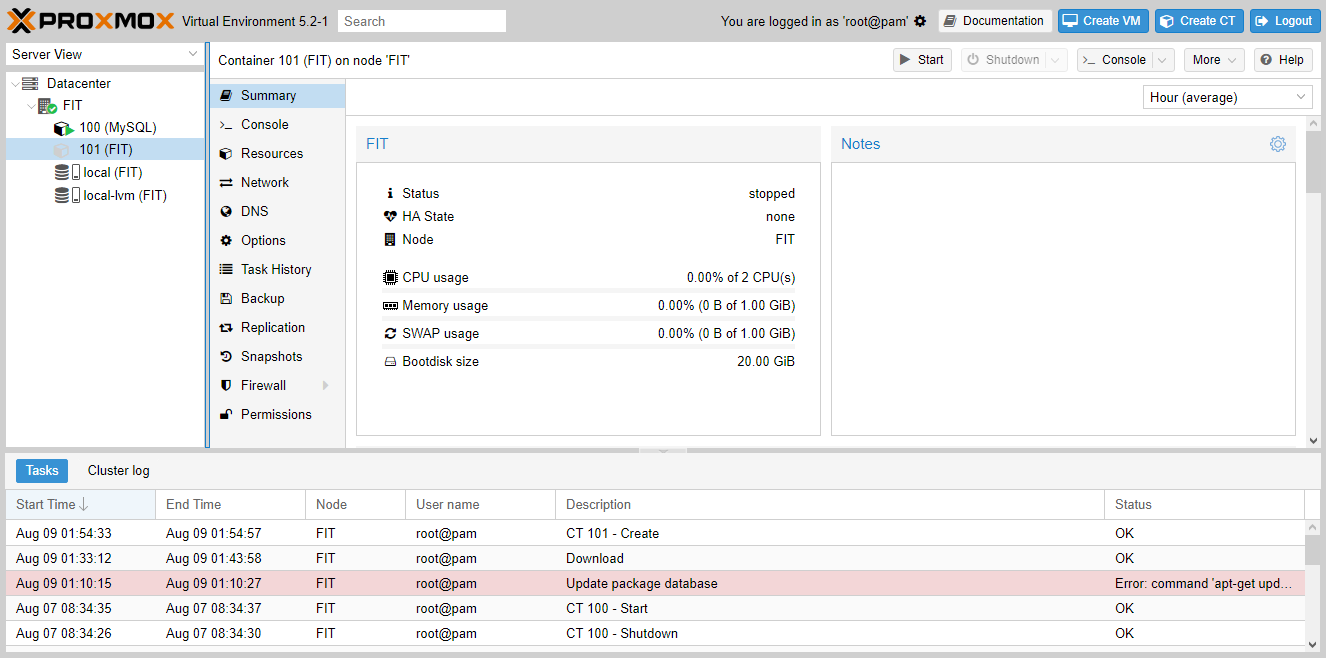 PROXMOX Virtual Environment 5.2-1 Search You are logged in as 'root@pam' Documentation Create VM Create CT Logout
Server View
Container 101 (FIT) on node 'FIT' Start Shutdown Console More Help
Datacenter
FIT
100 (MySQL)
101 (FIT)
local (FIT)
local-lvm (FIT)
Summary
Console
Resources
Network
DNS
Options
Task History
Backup
Replication
Snapshots
Firewall
Permissions
Hour (average)
FIT
Status stopped
HA State none
Node FIT
CPU usage 0.00% of 2 CPU(s)
Memory usage 0.00% (0 B of 1.00 GiB)
SWAP usage 0.00% (0 B of 1.00 GiB)
Bootdisk size 20.00 GiB
Notes
Tasks Cluster log
Start Time End Time Node User name Description Status
Aug 09 01:54:33 Aug 09 01:54:57 FIT root@pam CT 101 - Create OK
Aug 09 01:33:12 Aug 09 01:43:58 FIT root@pam Download OK
Aug 09 01:10:15 Aug 09 01:10:27 FIT root@pam Update package database Error: command 'apt-get upd...
Aug 07 08:34:35 Aug 07 08:34:37 FIT root@pam CT 100 - Start OK
Aug 07 08:34:26 Aug 07 08:34:30 FIT root@pam CT 100 - Shutdown OK